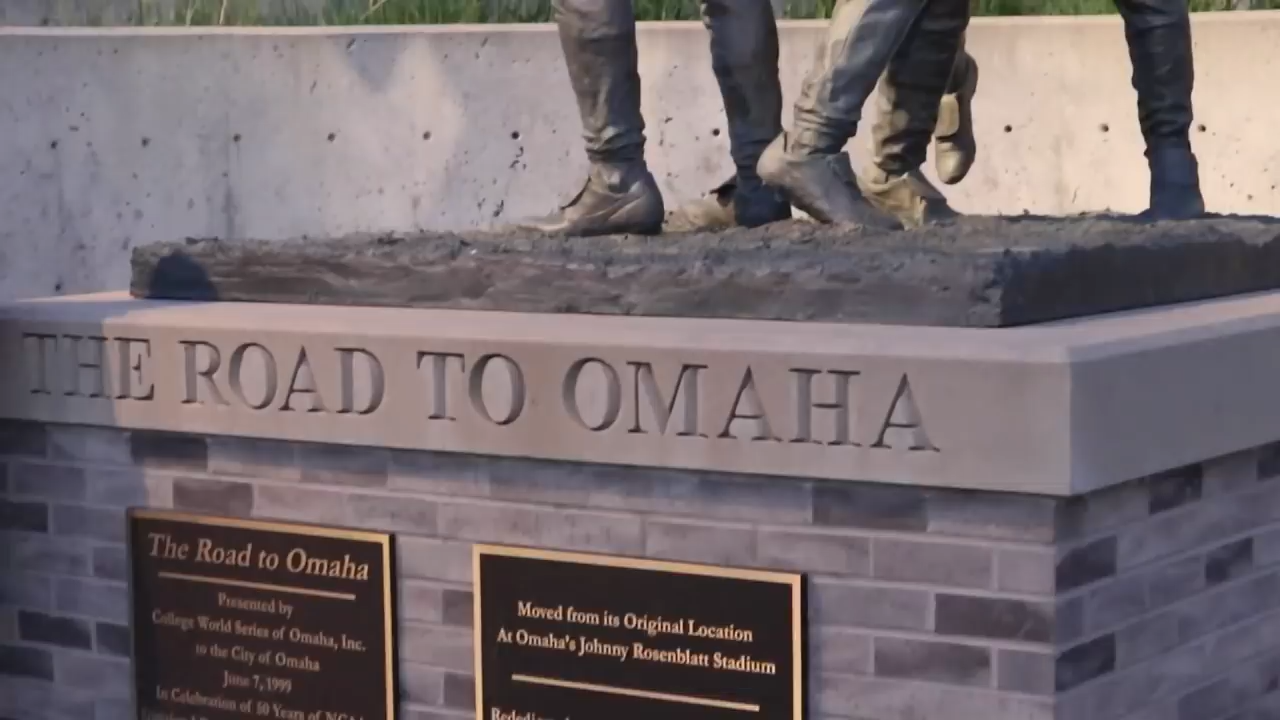 THE ROAD TO OMAHA
The Road to Omaha
Presented by
College World Series of Omaha, Inc.
to the City of Omaha
June 7, 1999
In Celebration of 50 Years of
Moved from its Original Location
At Omaha's Johnny Rosenblatt Stadium